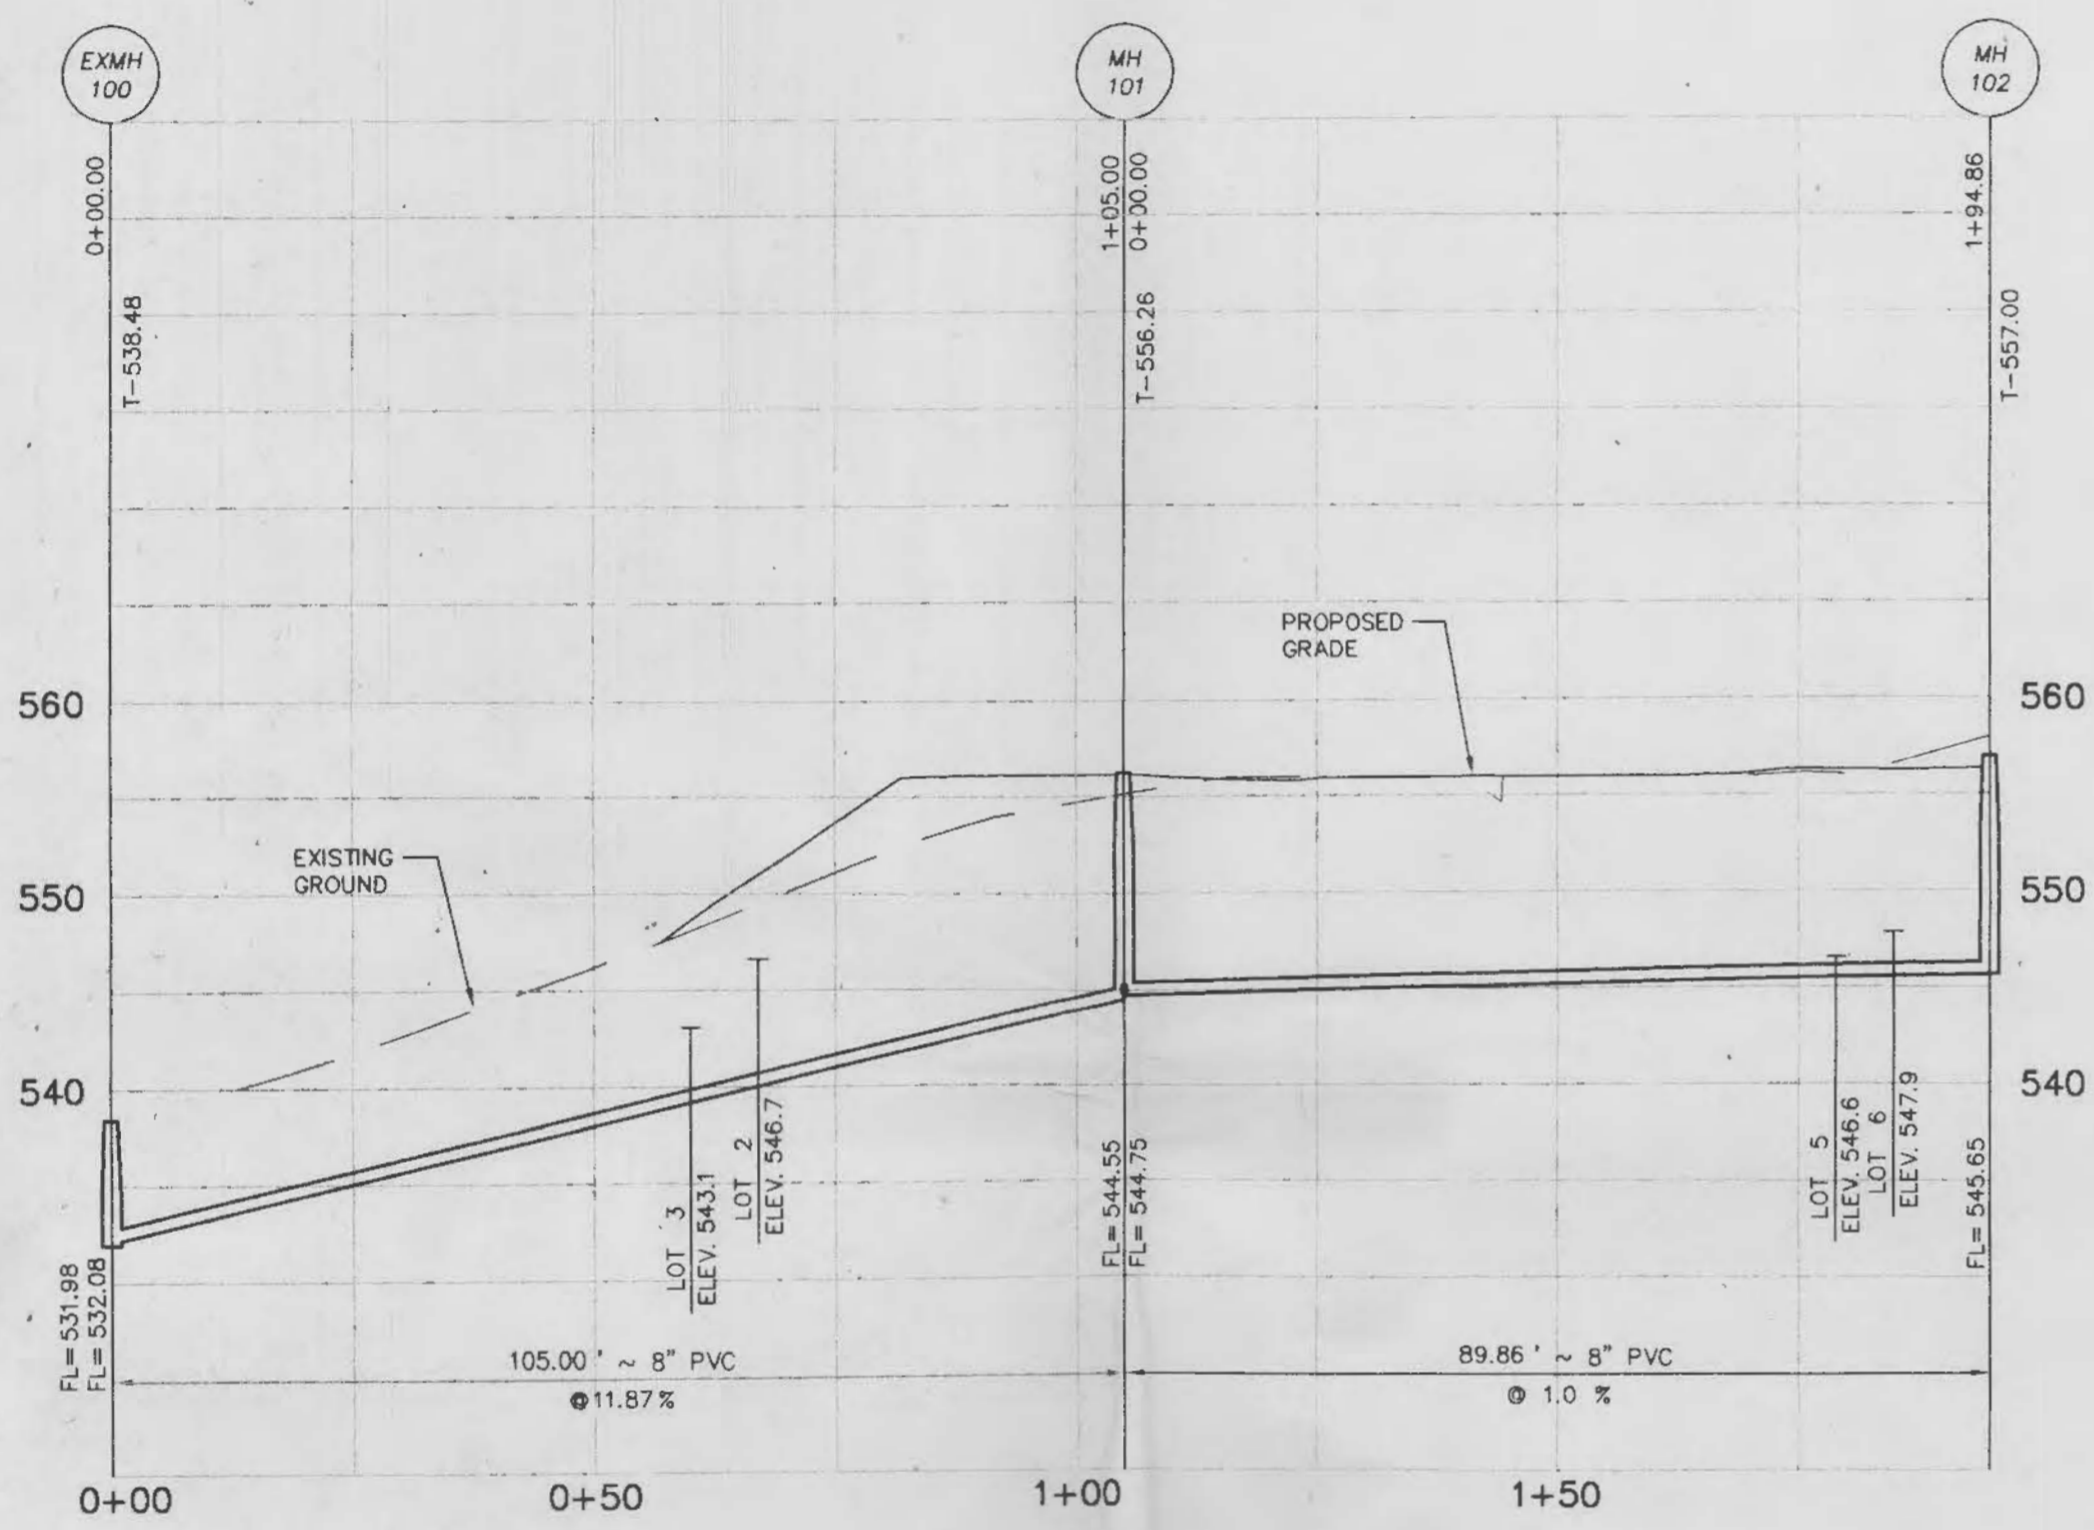 EXMH
100
MH
101
MH
102
0+00.00
T-538.48
1+05.00
0+00.00
T-556.26
1+94.86
T-557.00
PROPOSED
GRADE
560
560
EXISTING
GROUND
550
550
540
540
LOT 3
ELEV. 543.1
LOT 2
ELEV. 546.7
LOT 5
ELEV. 546.6
LOT 6
ELEV. 547.9
FL= 531.98
FL= 532.08
FL= 544.55
FL= 544.75
FL= 545.65
105.00 ' ~ 8" PVC
@ 11.87 %
89.86 ' ~ 8" PVC
@ 1.0 %
0+00
0+50
1+00
1+50